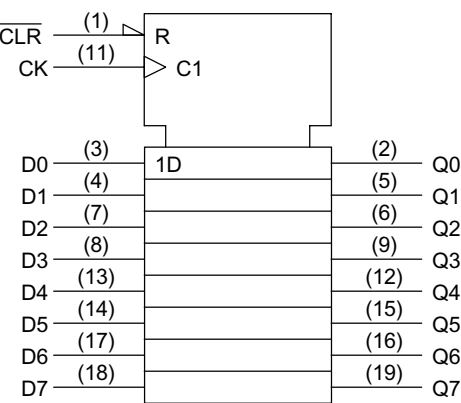 CLR (1) R
CK (11) C1
D0 (3) 1D (2) Q0
D1 (4) (5) Q1
D2 (7) (6) Q2
D3 (8) (9) Q3
D4 (13) (12) Q4
D5 (14) (15) Q5
D6 (17) (16) Q6
D7 (18) (19) Q7